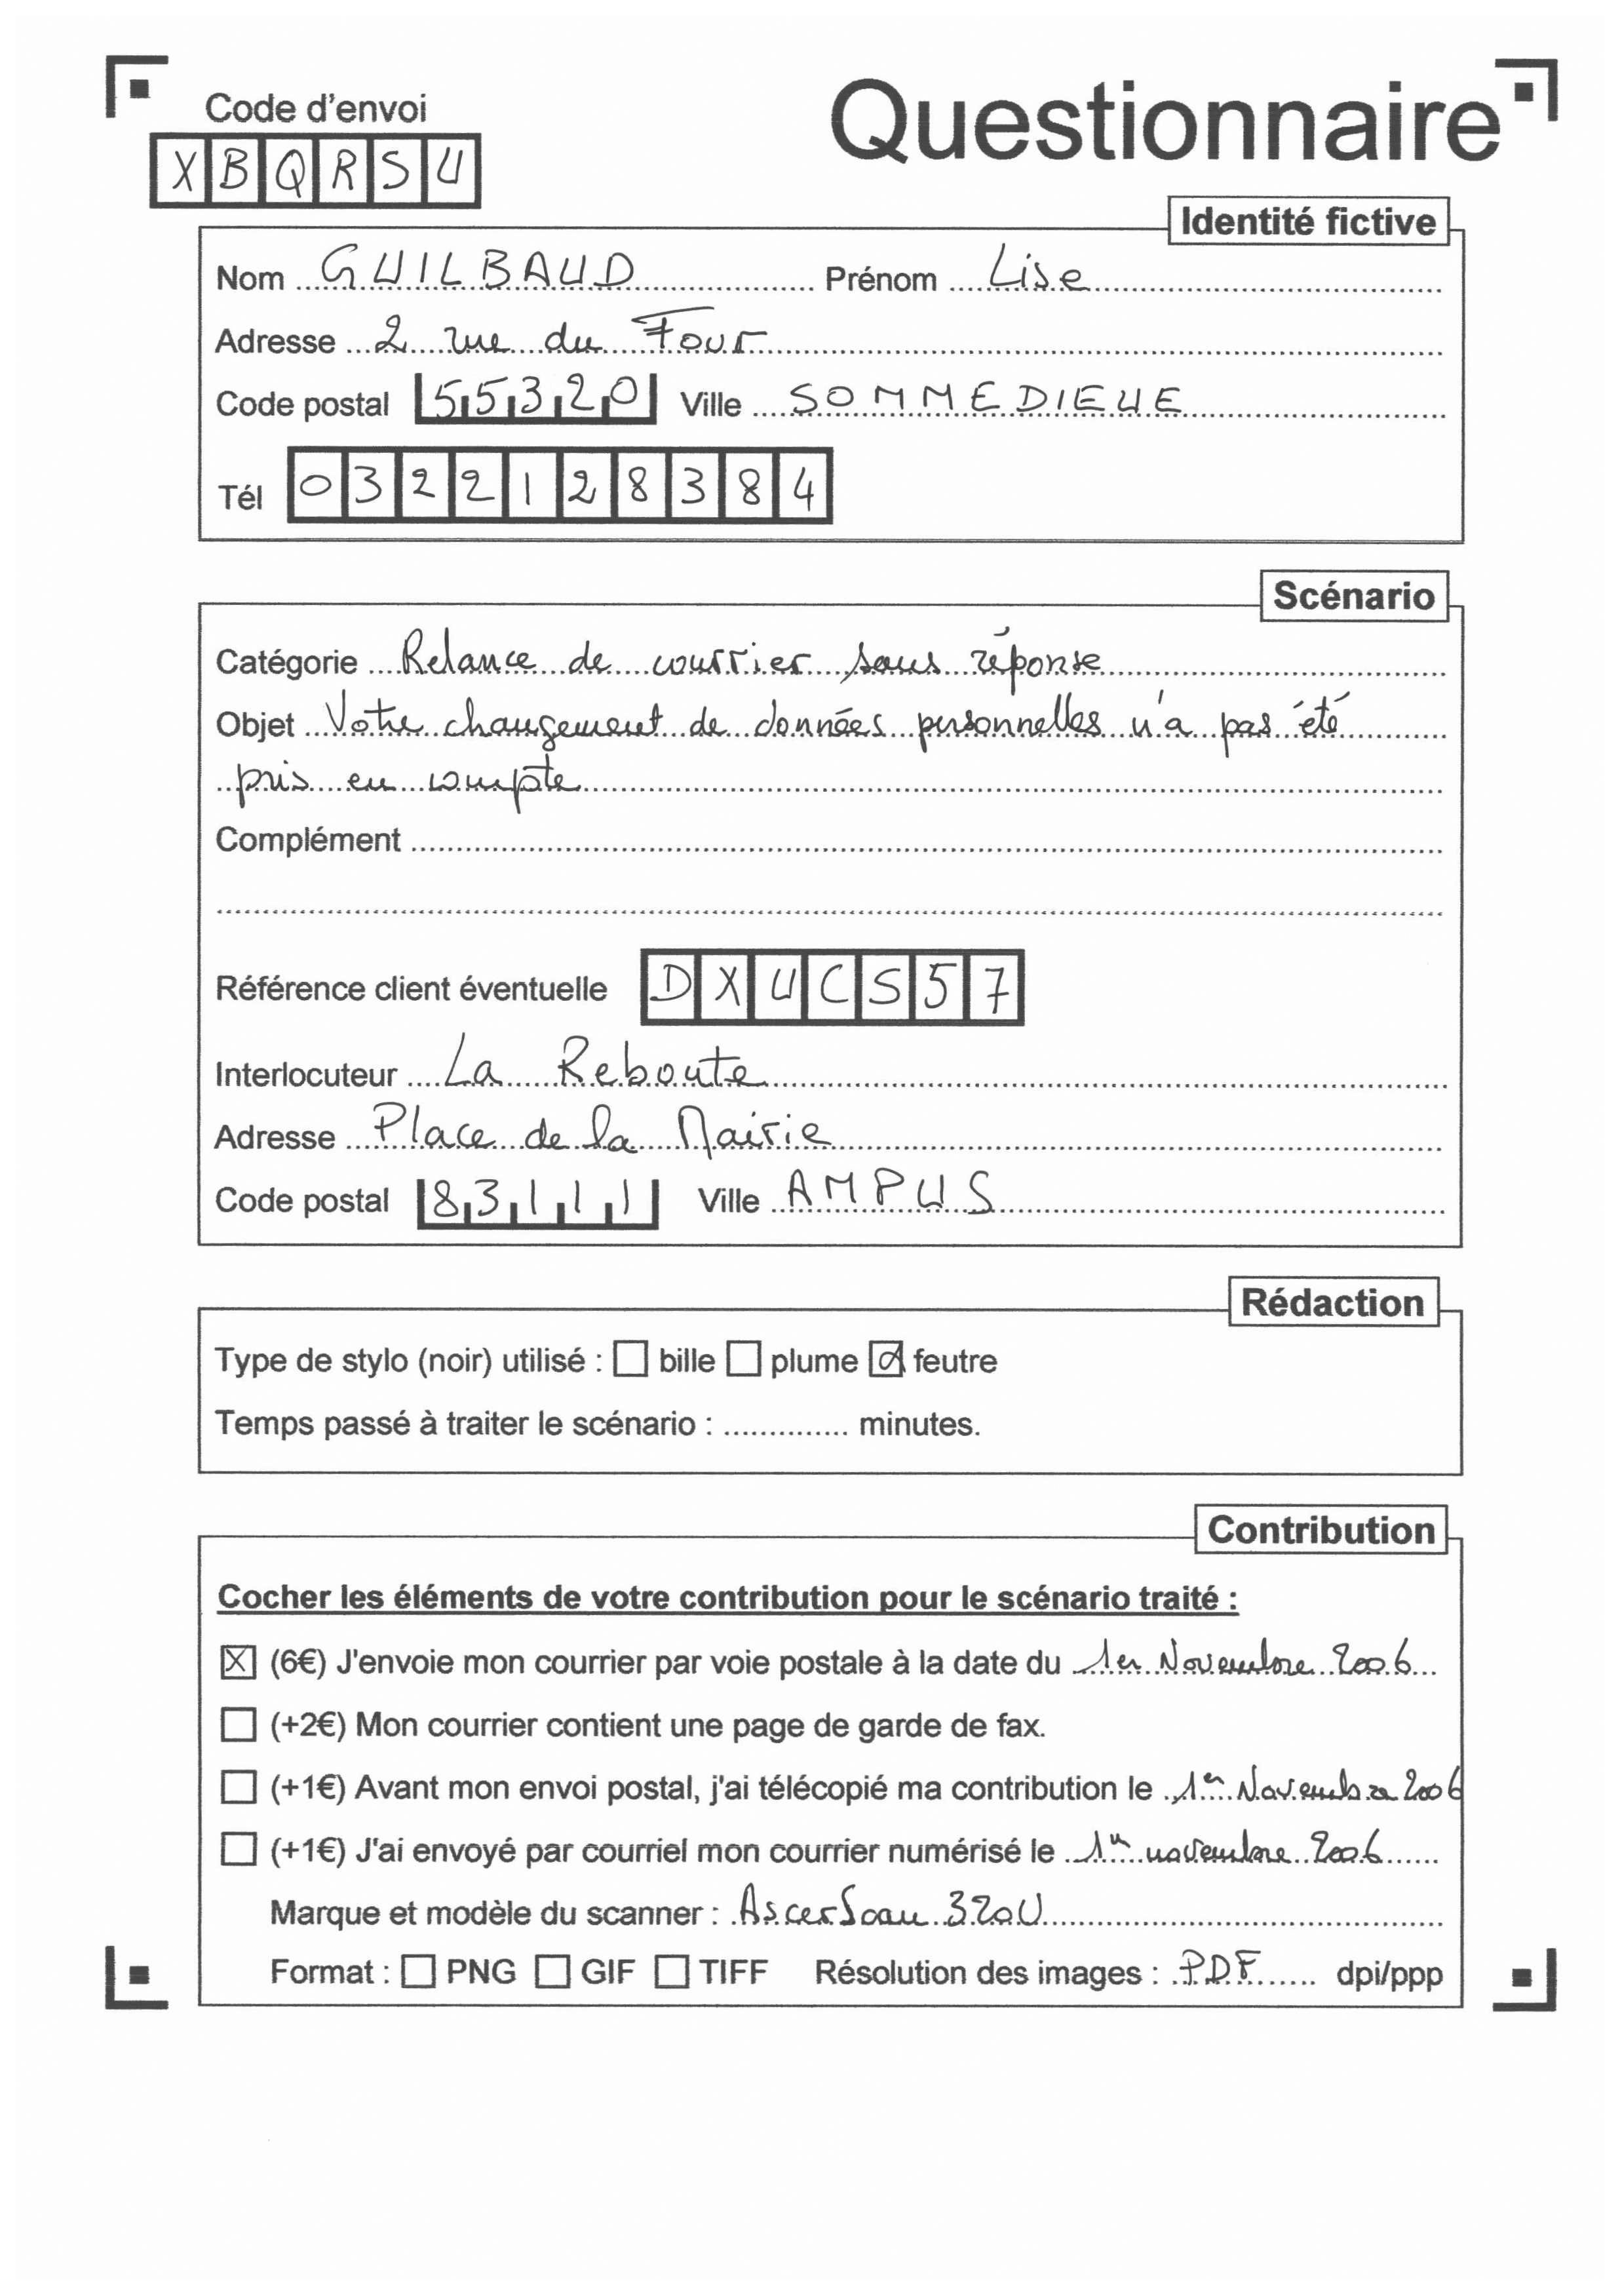 Questionnaire
Code d'envoi
XBQRSU
Identité fictive
Nom GUILBAUD Prénom Lise
Adresse 2 rue du Four
Code postal 55320 Ville SOMMEDIEUE
Tél 0322128384
Scénario
Catégorie Relance de courrier sans réponse
Objet Votre changement de données personnelles n'a pas été
pris en compte
Complément
Référence client éventuelle DXUCS57
Interlocuteur La Reboute
Adresse Place de la Mairie
Code postal 83111 Ville AMPUS
Rédaction
Type de stylo (noir) utilisé : bille plume feutre
Temps passé à traiter le scénario : minutes.
Contribution
Cocher les éléments de votre contribution pour le scénario traité :
(6€) J'envoie mon courrier par voie postale à la date du 1er Novembre 2006
(+2€) Mon courrier contient une page de garde de fax.
(+1€) Avant mon envoi postal, j'ai télécopié ma contribution le 1er Novembre 2006
(+1€) J'ai envoyé par courriel mon courrier numérisé le 1er novembre 2006
Marque et modèle du scanner : AscerScan 320U
Format : PNG GIF TIFF Résolution des images : PDF dpi/ppp